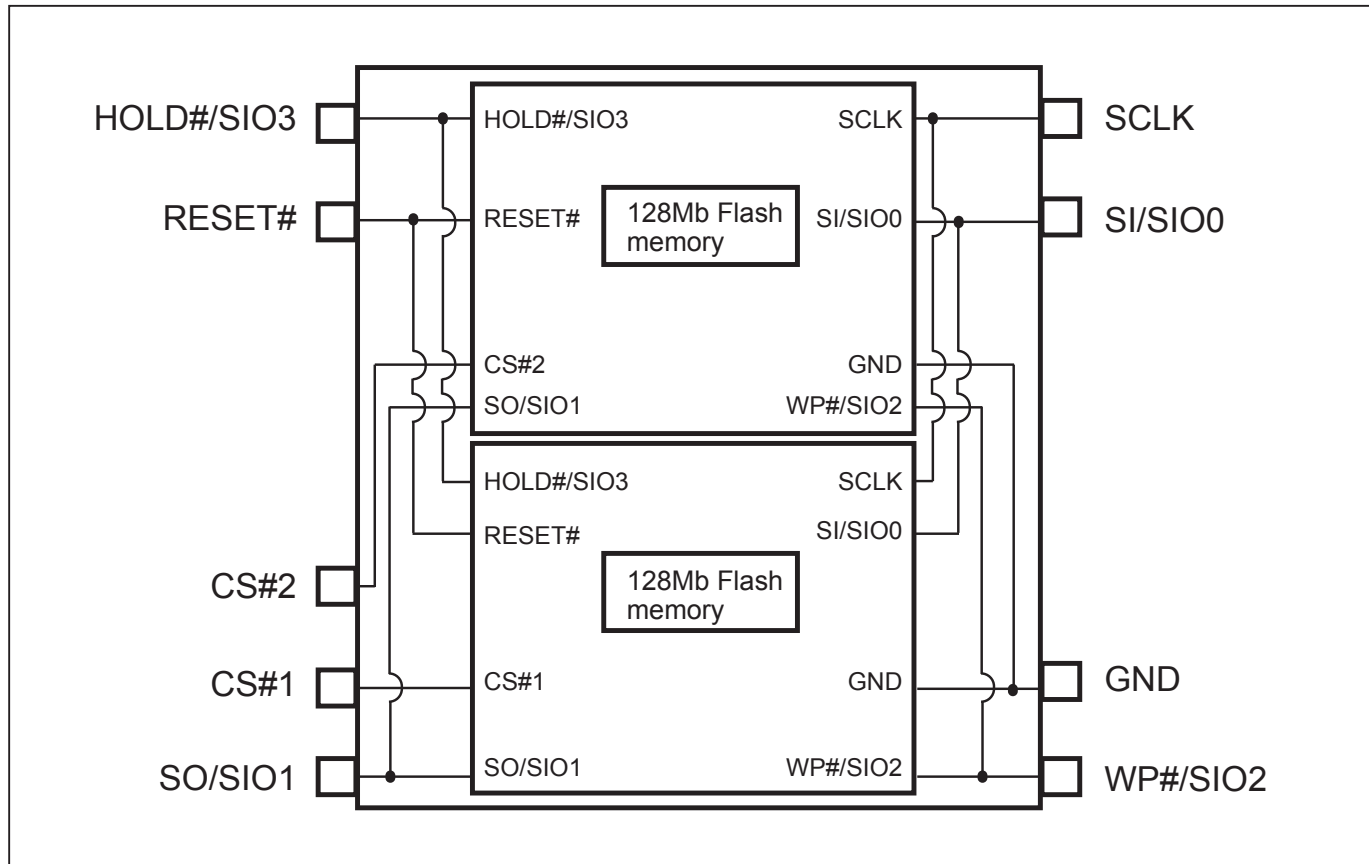 HOLD#/SIO3
RESET#
CS#2
CS#1
SO/SIO1
HOLD#/SIO3
SCLK
RESET#
128Mb Flash
memory
SI/SIO0
CS#2
GND
SO/SIO1
WP#/SIO2
HOLD#/SIO3
SCLK
RESET#
SI/SIO0
128Mb Flash
memory
CS#1
GND
SO/SIO1
WP#/SIO2
SCLK
SI/SIO0
GND
WP#/SIO2